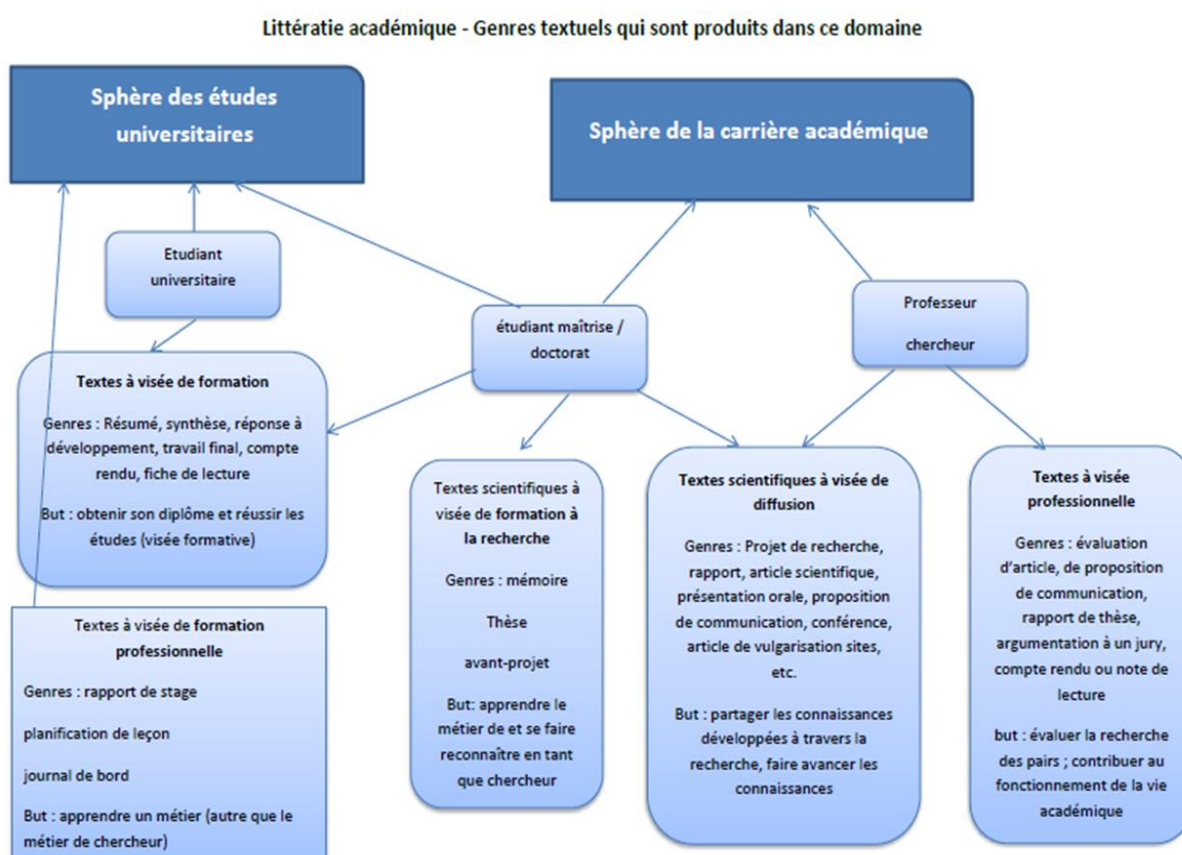 Littératie académique - Genres textuels qui sont produits dans ce domaine
Sphère des études
universitaires
Sphère de la carrière académique
Etudiant
universitaire
étudiant maîtrise /
doctorat
Professeur
chercheur
Textes à visée de formation
Genres : Résumé, synthèse, réponse à
développement, travail final, compte
rendu, fiche de lecture
But : obtenir son diplôme et réussir les
études (visée formative)
Textes à visée de formation
professionnelle
Genres : rapport de stage
planification de leçon
journal de bord
But : apprendre un métier (autre que le
métier de chercheur)
Textes scientifiques à
visée de formation à
la recherche
Genres : mémoire
Thèse
avant-projet
But: apprendre le
métier de et se faire
reconnaître en tant
que chercheur
Textes scientifiques à visée de
diffusion
Genres : Projet de recherche,
rapport, article scientifique,
présentation orale, proposition
de communication, conférence,
article de vulgarisation sites,
etc.
But : partager les connaissances
développées à travers la
recherche, faire avancer les
connaissances
Textes à visée
professionnelle
Genres : évaluation
d'article, de proposition
de communication,
rapport de thèse,
argumentation à un jury,
compte rendu ou note de
lecture
but : évaluer la recherche
des pairs ; contribuer au
fonctionnement de la vie
académique